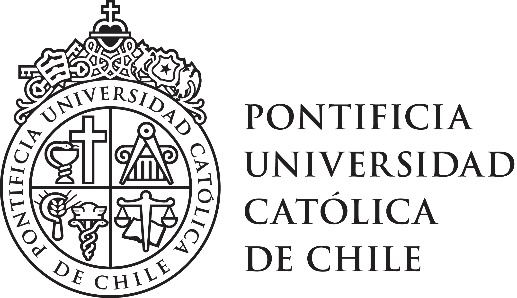 PONTIFICIA UNIVERSIDAD CATÓLICA
DE CHILE
PONTIFICIA
UNIVERSIDAD
CATÓLICA
DE CHILE